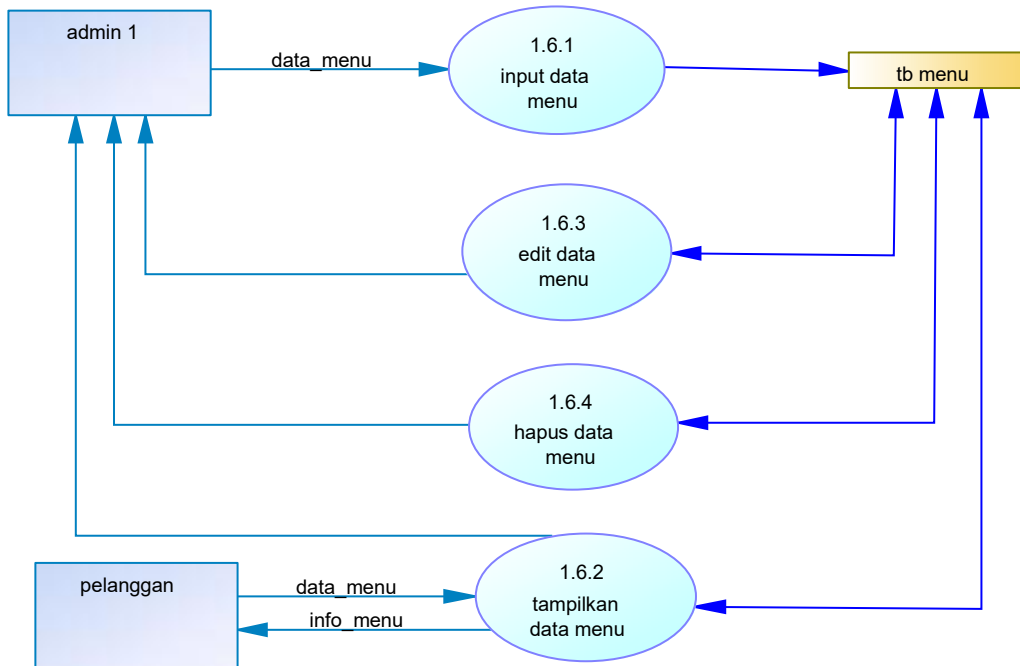 admin 1
data_menu
1.6.1
input data
menu
tb menu
1.6.3
edit data
menu
1.6.4
hapus data
menu
pelanggan
data_menu
info_menu
1.6.2
tampilkan
data menu